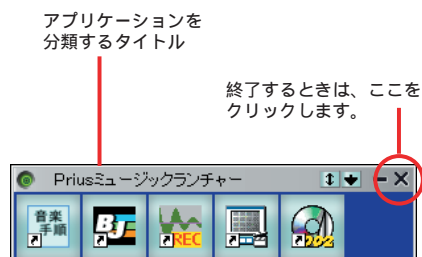 アプリケーションを
分類するタイトル
終了するときは、ここを
クリックします。
Priusミュージックランチャー
音楽
手順
BJ
REC
202